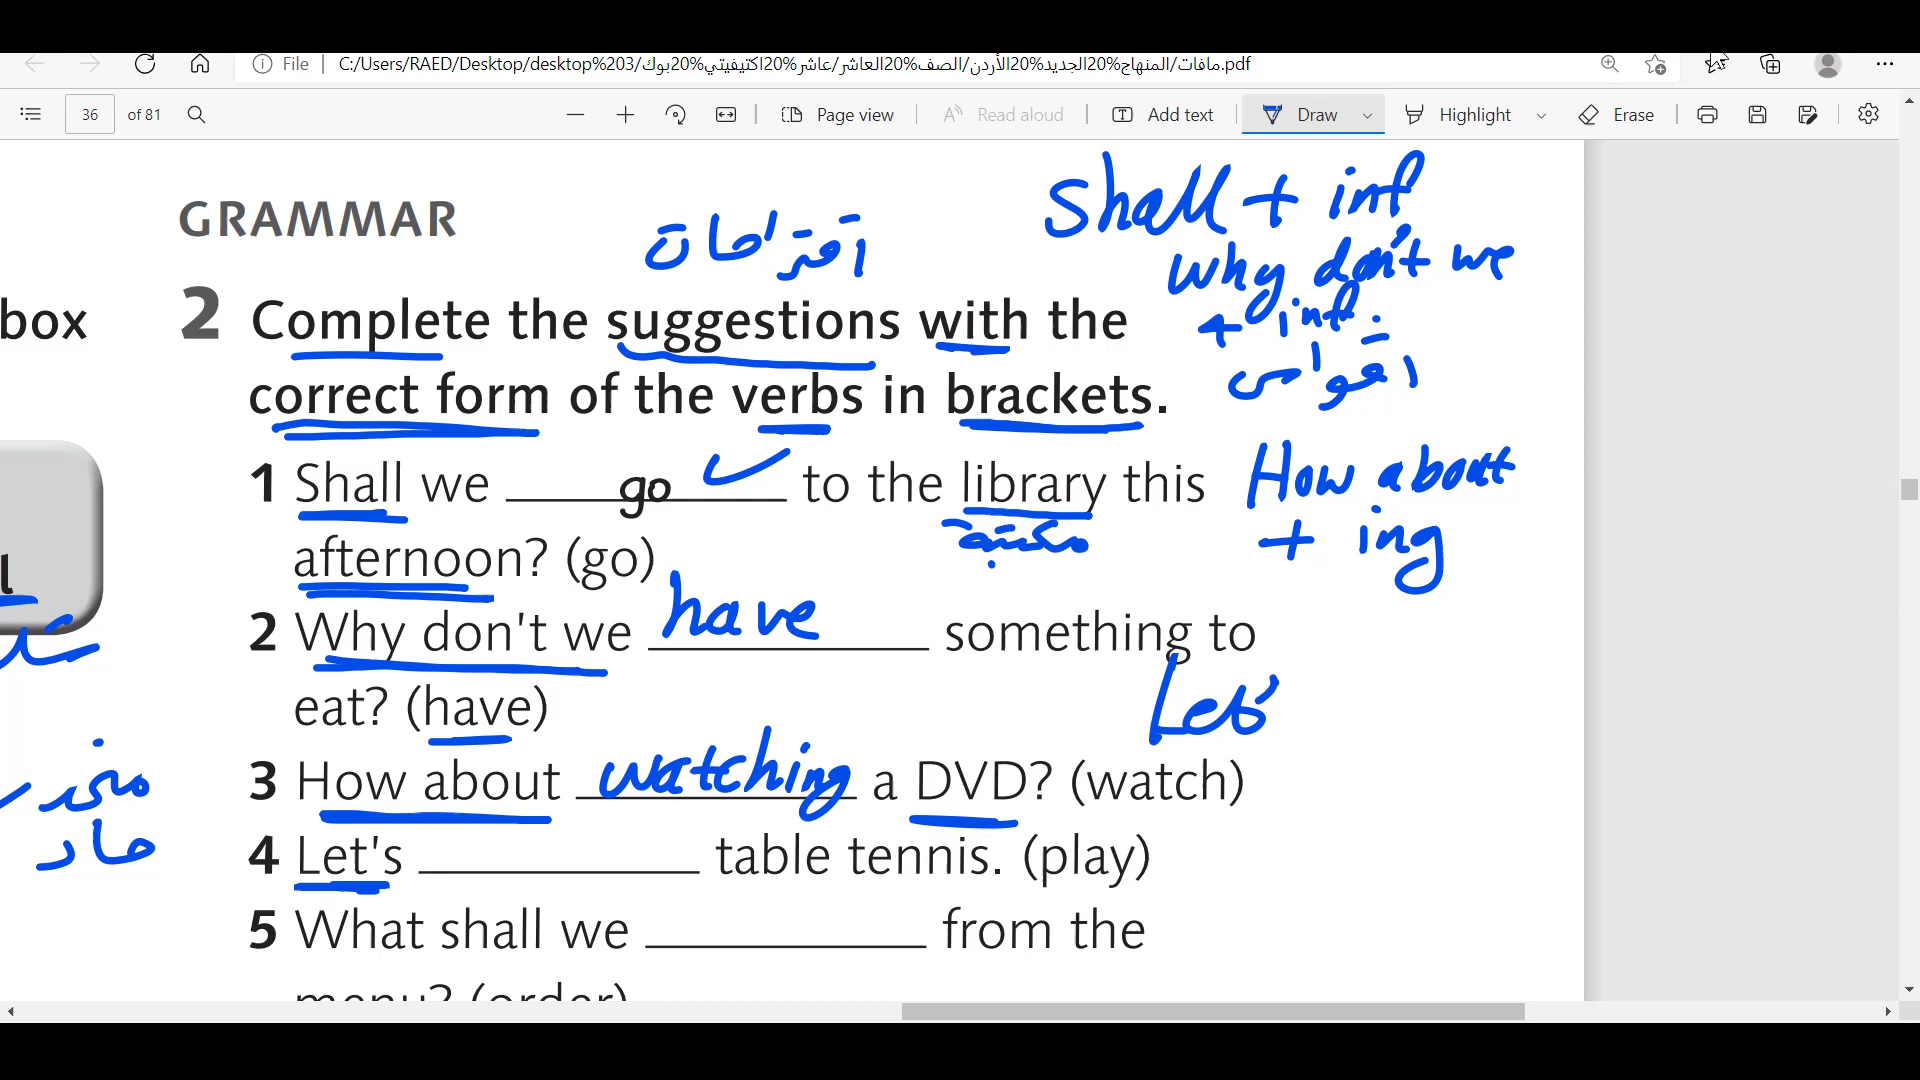 File C:/Users/RAED/Desktop/desktop%203/مافات/المنهاج%20الجديد%20الأردن/الصف%20العاشر/عاشر%20اكتيفيتي%20بوك.pdf
36 of 81 Page view Read aloud Add text Draw Highlight Erase
GRAMMAR
اقتراحات
Shall + inf
why don't we
+ inf.
اقواس
box
2 Complete the suggestions with the
correct form of the verbs in brackets.
1 Shall we go to the library this
مكتبة
afternoon? (go)
How about
+ ing
2 Why don't we have something to
eat? (have)
Let's
3 How about watching a DVD? (watch)
4 Let's table tennis. (play)
5 What shall we from the
menu? (order)